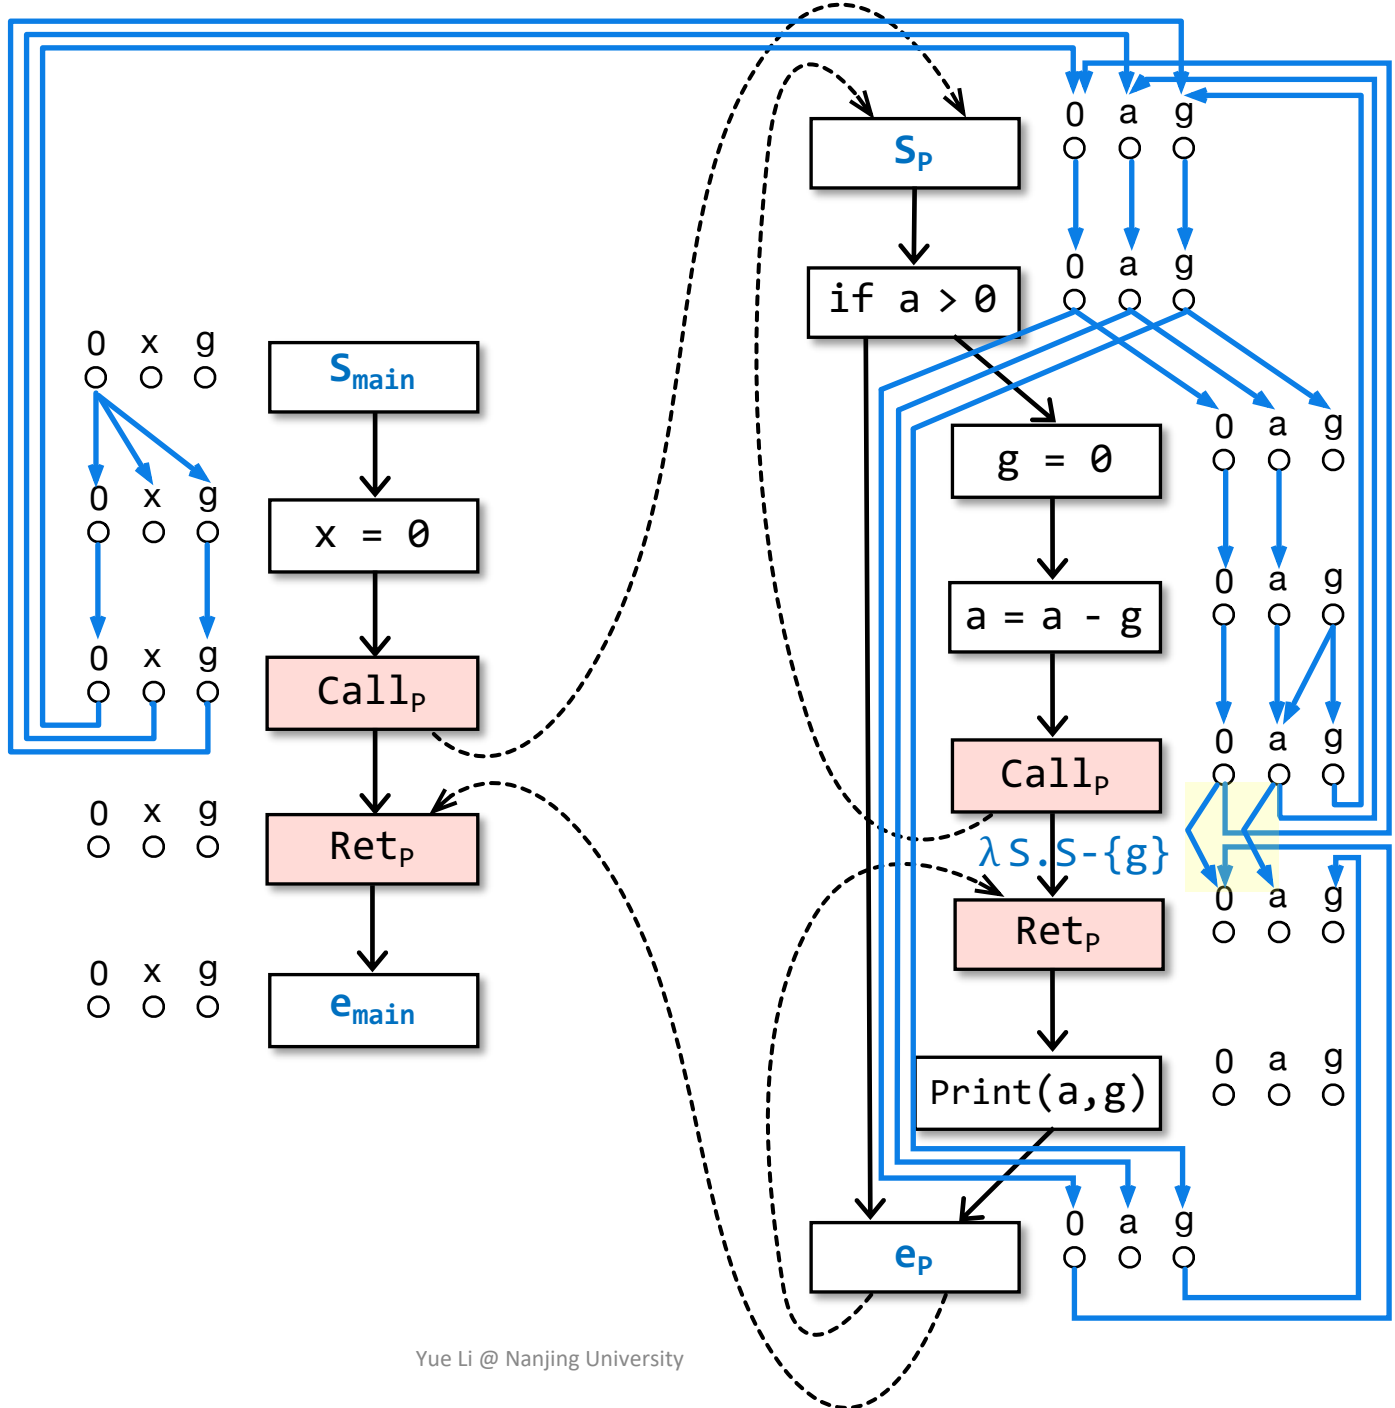 0 a g
S_P
0 a g
if a > 0
0 x g
S_main
0 a g
g = 0
0 x g
x = 0
0 a g
a = a - g
0 x g
Call_P
0 a g
Call_P
0 x g
Ret_P
λ S.S-{g}
0 a g
Ret_P
0 x g
e_main
0 a g
Print(a,g)
0 a g
e_P
Yue Li @ Nanjing University